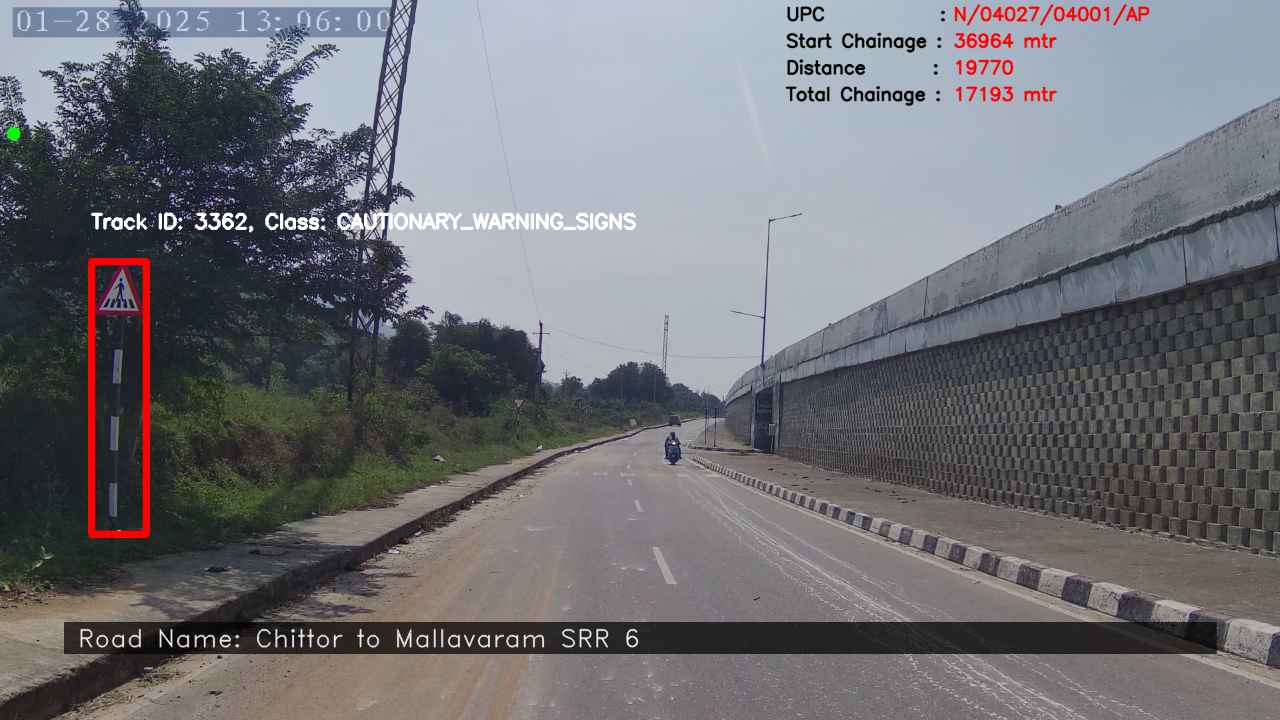 01-28-2025 13:06:00
UPC : N/04027/04001/AP
Start Chainage : 36964 mtr
Distance : 19770
Total Chainage : 17193 mtr
Track ID: 3362, Class: CAUTIONARY_WARNING_SIGNS
Road Name: Chittor to Mallavaram SRR 6